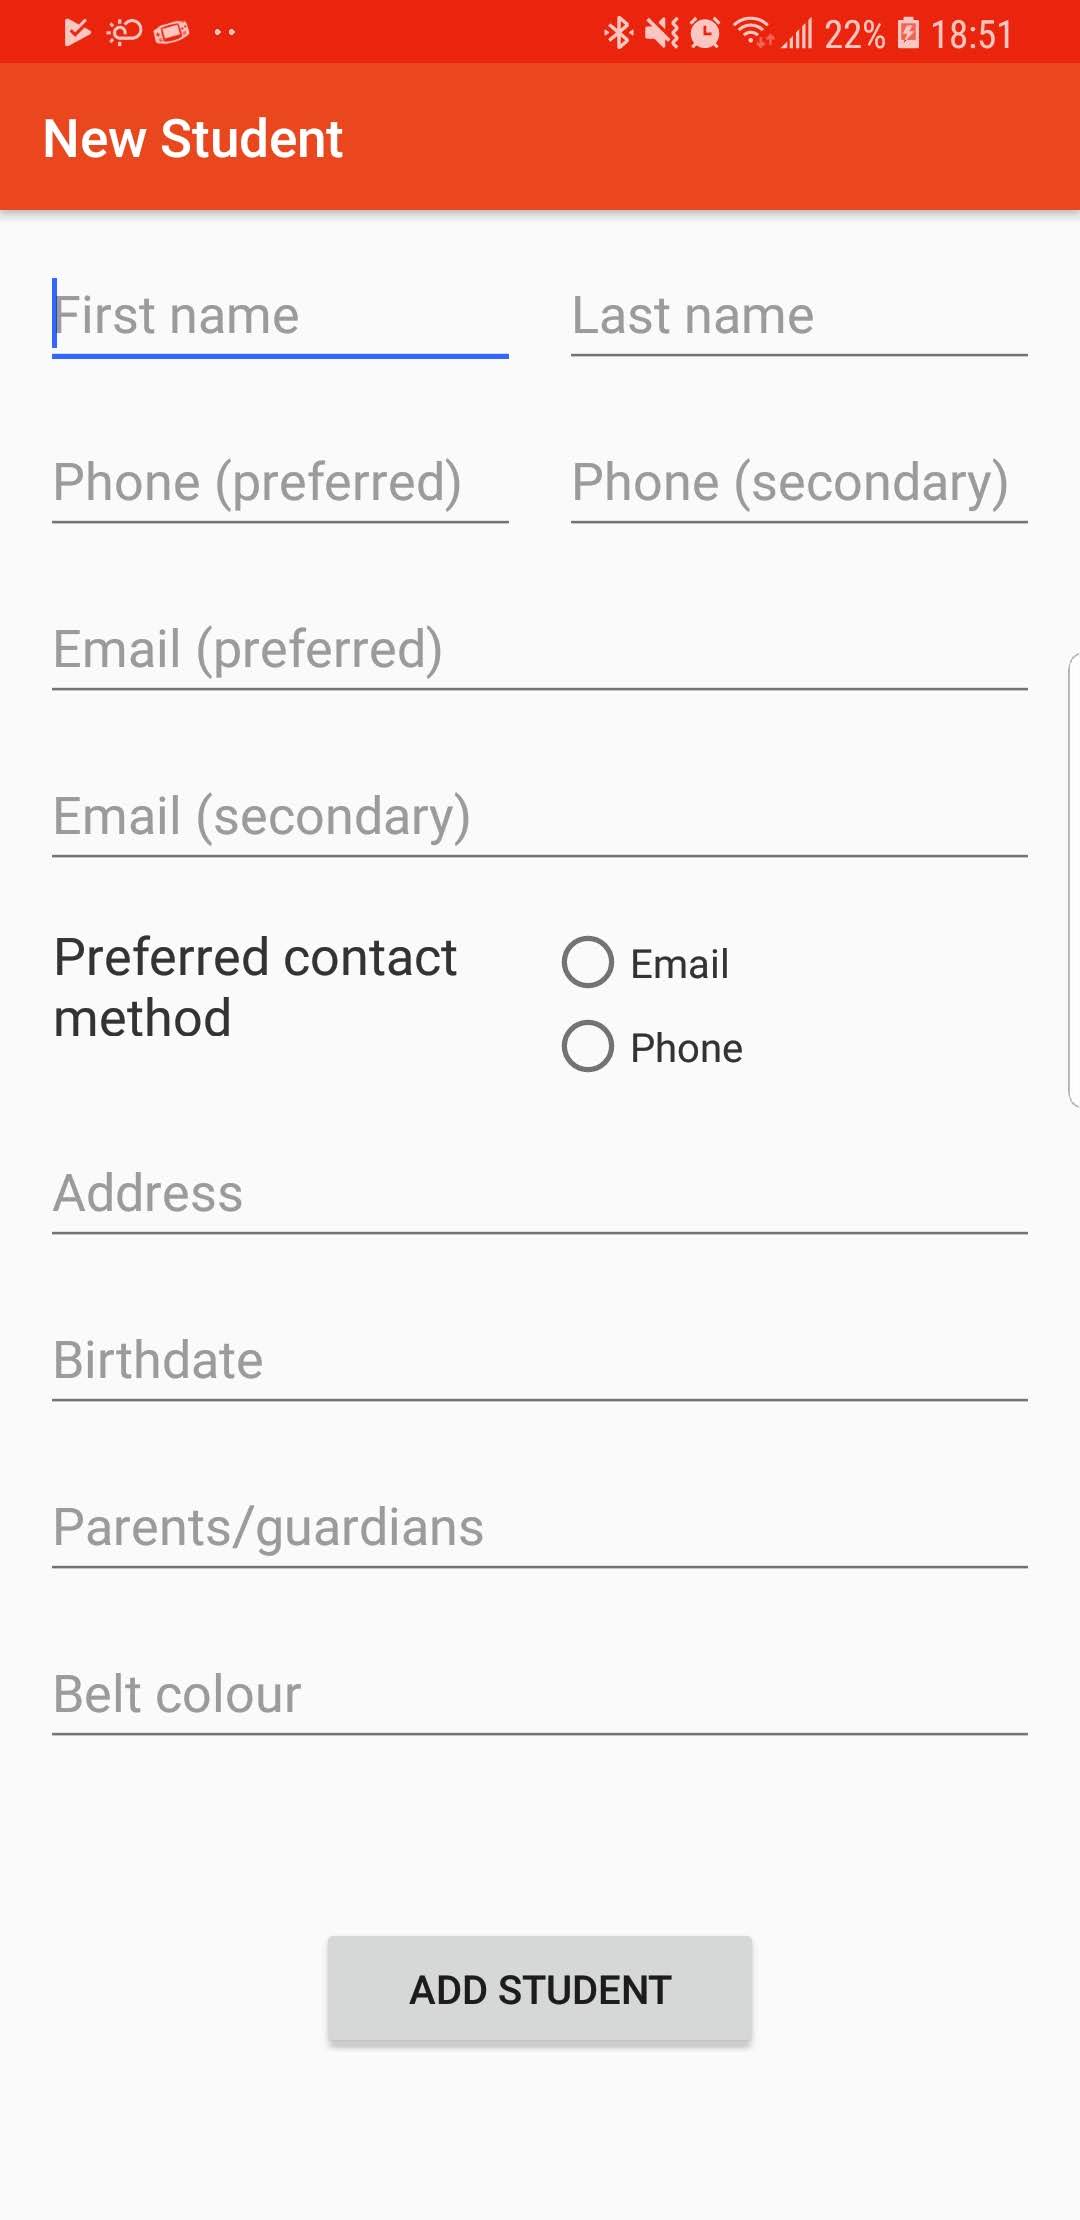 22% 18:51
New Student
First name Last name
Phone (preferred) Phone (secondary)
Email (preferred)
Email (secondary)
Preferred contact
method
Email
Phone
Address
Birthdate
Parents/guardians
Belt colour
ADD STUDENT